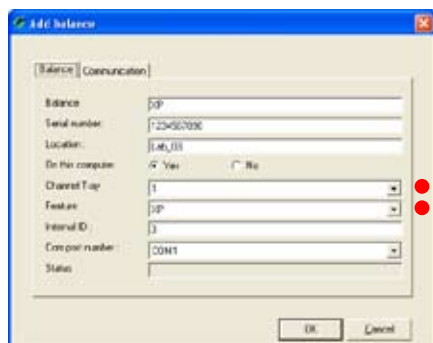 Add balance
Balance Communication
Balance XP
Serial number: 1234567890
Location: Lab_03
On this computer Yes No
Channel Tray 1
Feature: XP
Internal ID: 3
Com port number: COM1
Status
OK Cancel